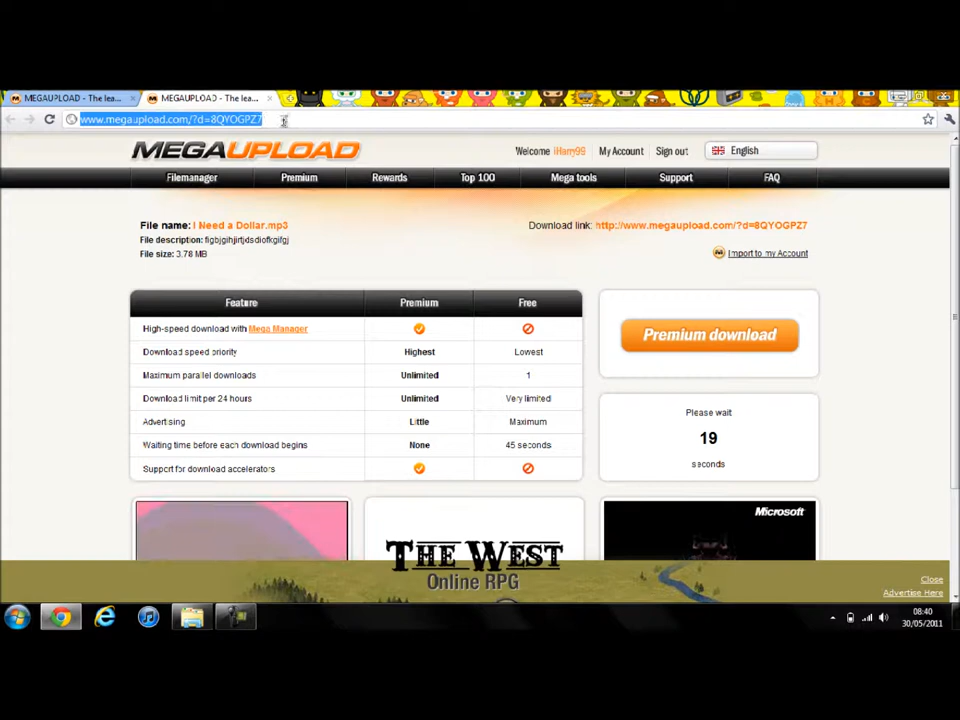 MEGAUPLOAD - The lea...
MEGAUPLOAD - The lea...
www.megaupload.com/?d=8QYOGPZ7
MEGAUPLOAD
Welcome iHarry99 My Account Sign out English
Filemanager Premium Rewards Top 100 Mega tools Support FAQ
File name: I Need a Dollar.mp3
Download link: http://www.megaupload.com/?d=8QYOGPZ7
File description: figbjgihjirtjdsdiofkgifgj
File size: 3.78 MB
Import to my Account
Feature Premium Free
High-speed download with Mega Manager
Download speed priority Highest Lowest
Maximum parallel downloads Unlimited 1
Download limit per 24 hours Unlimited Very limited
Advertising Little Maximum
Waiting time before each download begins None 45 seconds
Support for download accelerators
Premium download
Please wait
19
seconds
Microsoft
THE WEST
Online RPG
Close
Advertise Here
08:40
30/05/2011